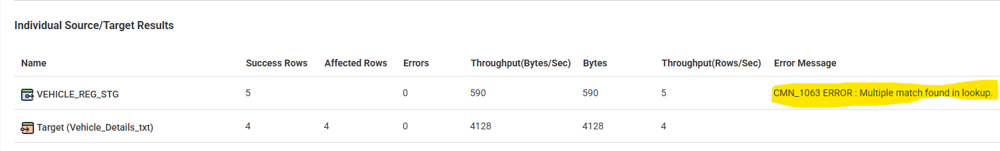 Individual Source/Target Results
Name Success Rows Affected Rows Errors Throughput(Bytes/Sec) Bytes Throughput(Rows/Sec) Error Message
VEHICLE_REG_STG 5 0 590 590 5 CMN_1063 ERROR : Multiple match found in lookup.
Target (Vehicle_Details_txt) 4 4 0 4128 4128 4